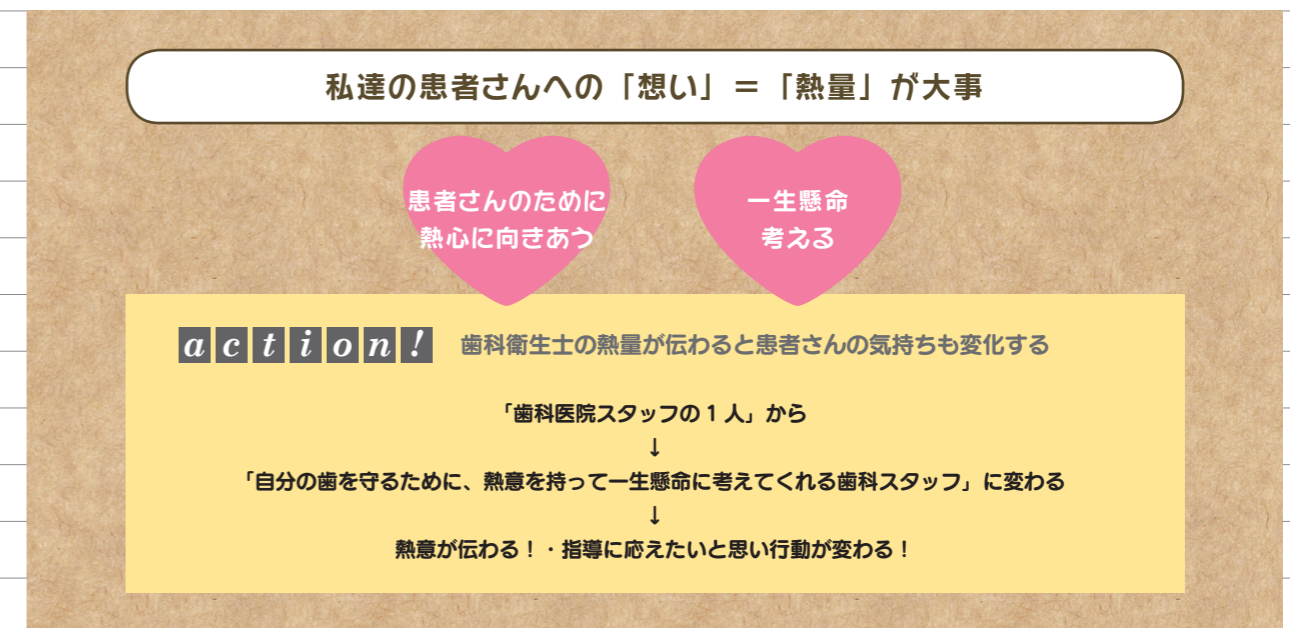 私達の患者さんへの「想い」＝「熱量」が大事
患者さんのために
熱心に向きあう
一生懸命
考える
action!
歯科衛生士の熱量が伝わると患者さんの気持ちも変化する
「歯科医院スタッフの1人」から
↓
「自分の歯を守るために、熱意を持って一生懸命に考えてくれる歯科スタッフ」に変わる
↓
熱意が伝わる！・指導に応えたいと思い行動が変わる！